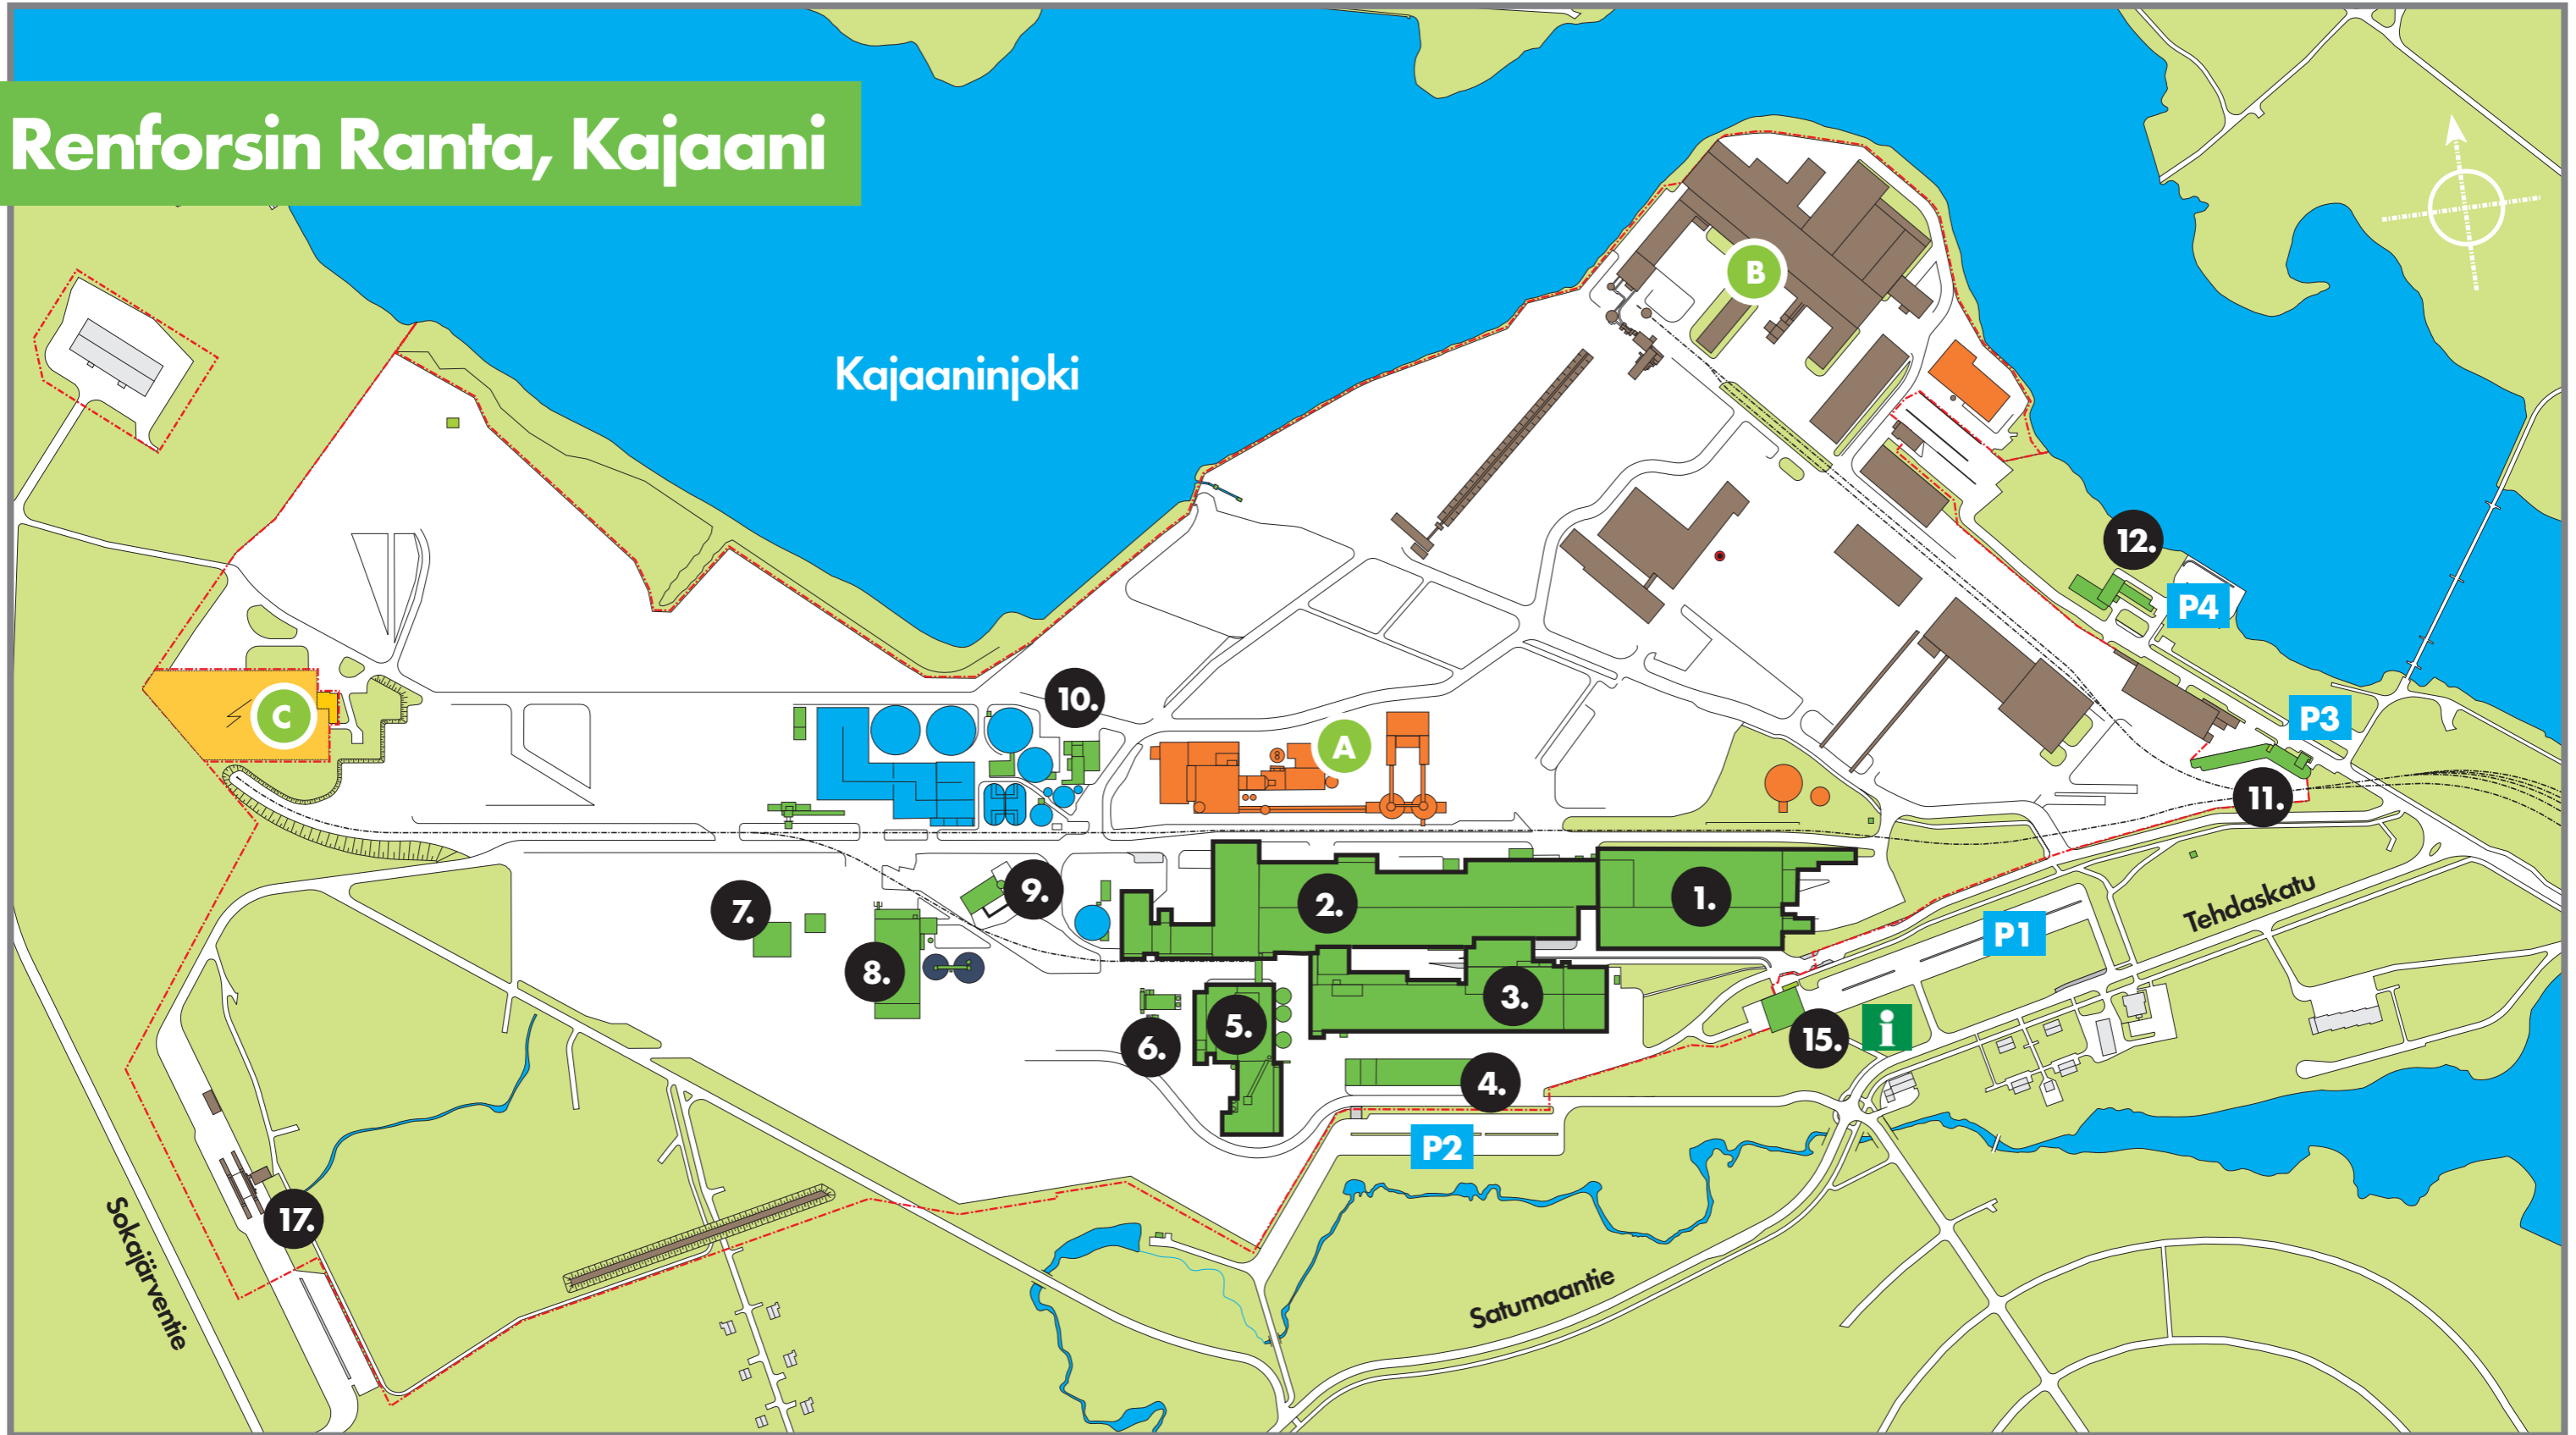 Renforsin Ranta, Kajaani
B
Kajaaninjoki
12.
P4
10.
C
A
P3
11.
9.
2.
1.
7.
Tehdaskatu
P1
8.
3.
5.
i
15.
6.
4.
P2
17.
Sokajärventie
Satumaantie